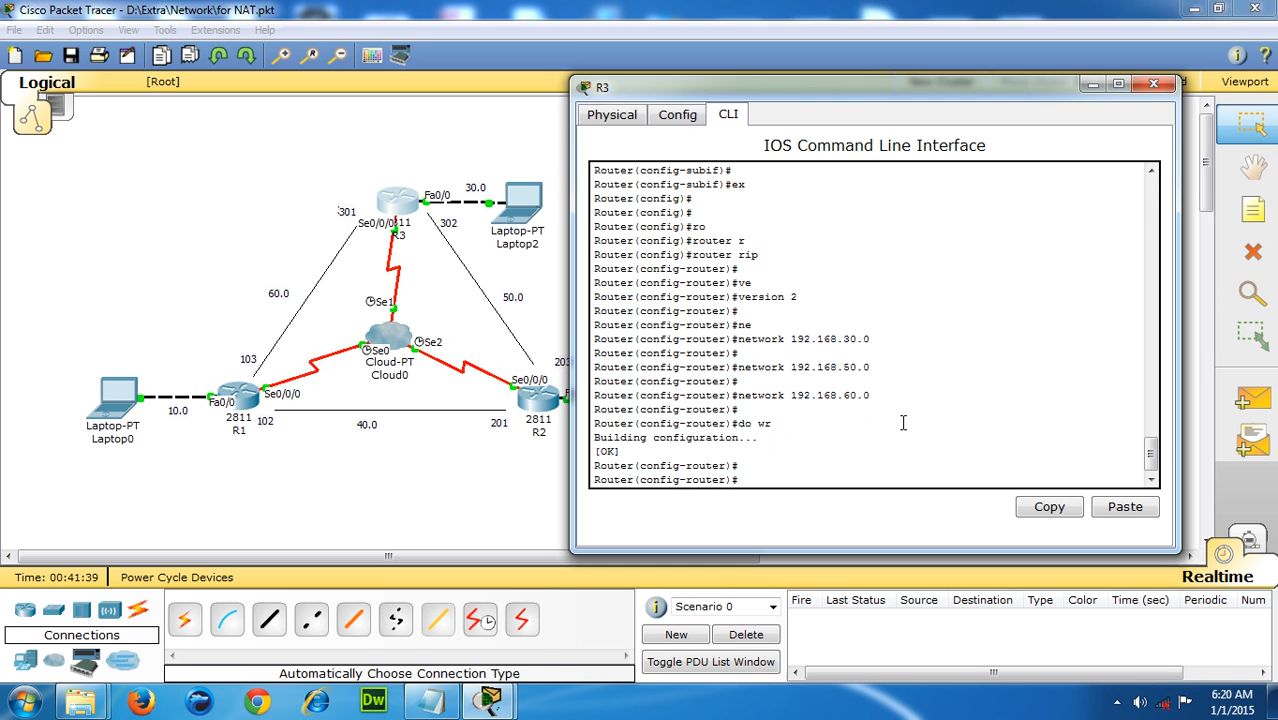 Cisco Packet Tracer - D:\Extra\Network\for NAT.pkt
File Edit Options View Tools Extensions Help
Logical
[Root]
Viewport
R3
Physical Config CLI
IOS Command Line Interface
Router(config-subif)#
Router(config-subif)#ex
Router(config)#
Router(config)#
Router(config)#ro
Router(config)#router r
Router(config)#router rip
Router(config-router)#
Router(config-router)#ve
Router(config-router)#version 2
Router(config-router)#
Router(config-router)#ne
Router(config-router)#network 192.168.30.0
Router(config-router)#
Router(config-router)#network 192.168.50.0
Router(config-router)#
Router(config-router)#network 192.168.60.0
Router(config-router)#
Router(config-router)#do wr
Building configuration...
[OK]
Router(config-router)#
Router(config-router)#
Copy Paste
Fa0/0
30.0
301
Se0/0/0
302
R3
Laptop-PT
Laptop2
60.0
50.0
Se1
Se0
Se2
Cloud-PT
Cloud0
103
203
Se0/0/0
Se0/0/0
Laptop-PT
Laptop0
10.0
Fa0/0
2811
R1
102
40.0
201
2811
R2
Time: 00:41:39 Power Cycle Devices
Realtime
Connections
Automatically Choose Connection Type
Scenario 0
New Delete
Toggle PDU List Window
Fire Last Status Source Destination Type Color Time (sec) Periodic Num
Dw
6:20 AM
1/1/2015